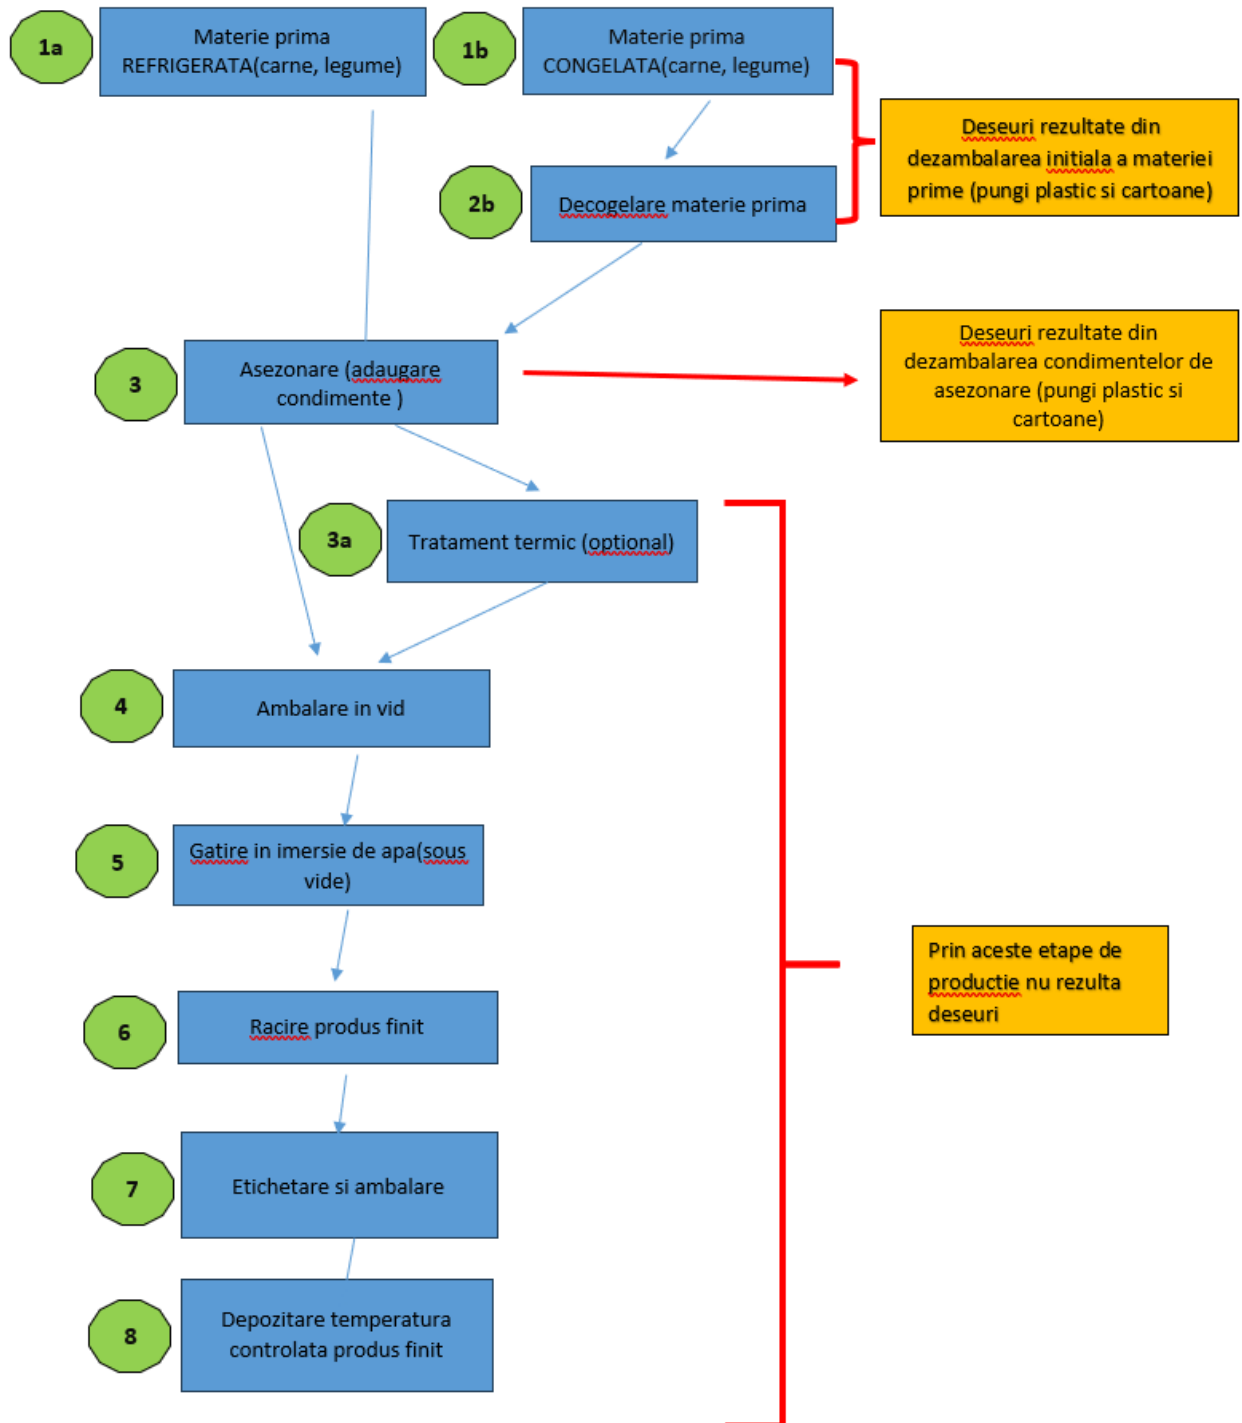 1a
Materie prima
REFRIGERATA(carne, legume)
1b
Materie prima
CONGELATA(carne, legume)
Deseuri rezultate din
dezambalarea initiala a materiei
prime (pungi plastic si cartoane)
2b
Decogelare materie prima
3
Asezonare (adaugare
condimente )
Deseuri rezultate din
dezambalarea condimentelor de
asezonare (pungi plastic si
cartoane)
3a
Tratament termic (optional)
4
Ambalare in vid
5
Gatire in imersie de apa(sous
vide)
6
Racire produs finit
Prin aceste etape de
productie nu rezulta
deseuri
7
Etichetare si ambalare
8
Depozitare temperatura
controlata produs finit